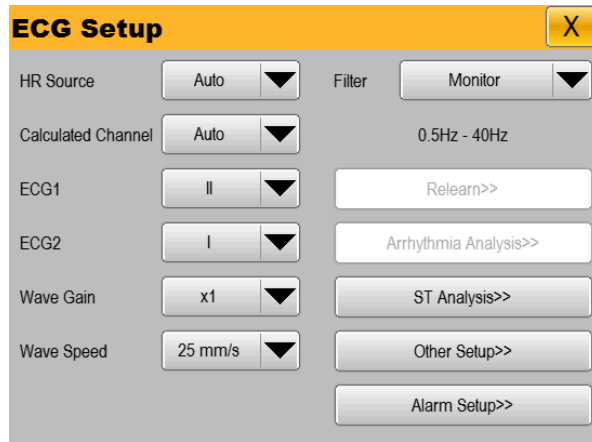 ECG Setup X
HR Source Auto Filter Monitor
Calculated Channel Auto 0.5Hz - 40Hz
ECG1 II Relearn>>
ECG2 I Arrhythmia Analysis>>
Wave Gain x1 ST Analysis>>
Wave Speed 25 mm/s Other Setup>>
Alarm Setup>>